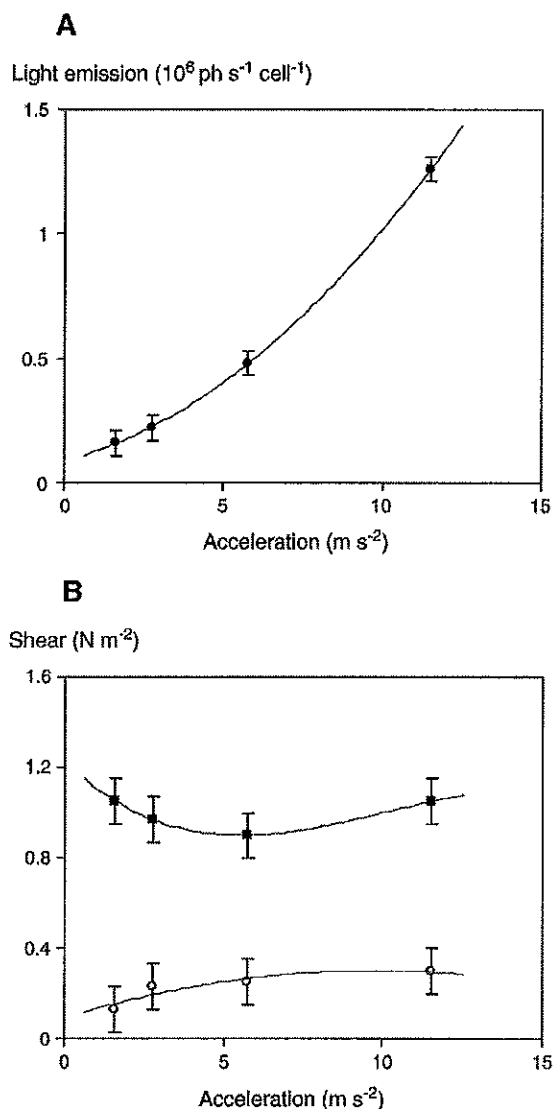 A
Light emission (10⁶ ph s⁻¹ cell⁻¹)
1.5
1
0.5
0
0 5 10 15
Acceleration (m s⁻²)
B
Shear (N m⁻²)
1.6
1.2
0.8
0.4
0
0 5 10 15
Acceleration (m s⁻²)